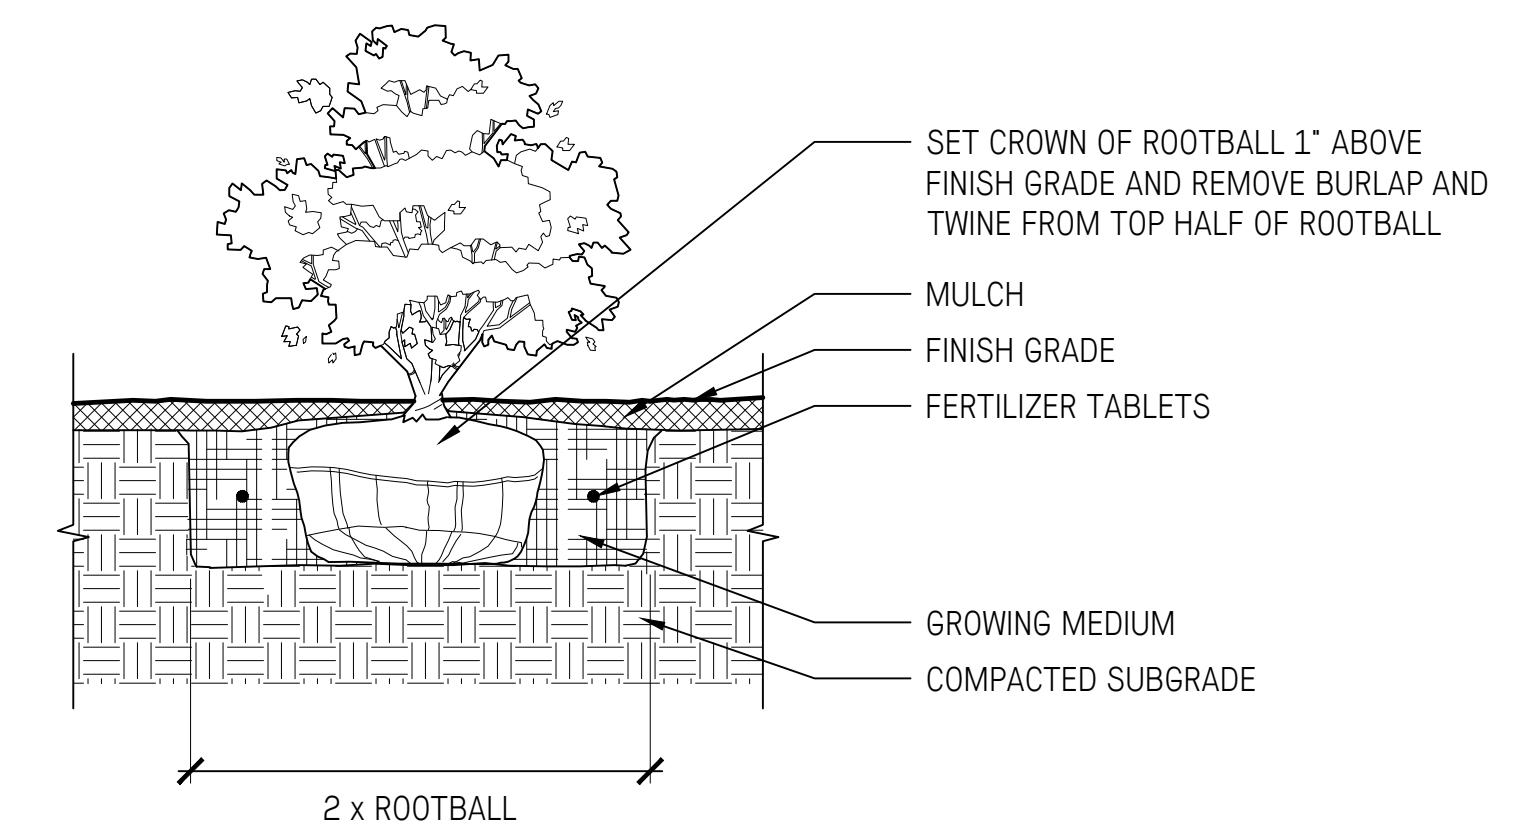 SET CROWN OF ROOTBALL 1" ABOVE
FINISH GRADE AND REMOVE BURLAP AND
TWINE FROM TOP HALF OF ROOTBALL
MULCH
FINISH GRADE
FERTILIZER TABLETS
GROWING MEDIUM
COMPACTED SUBGRADE
2 x ROOTBALL